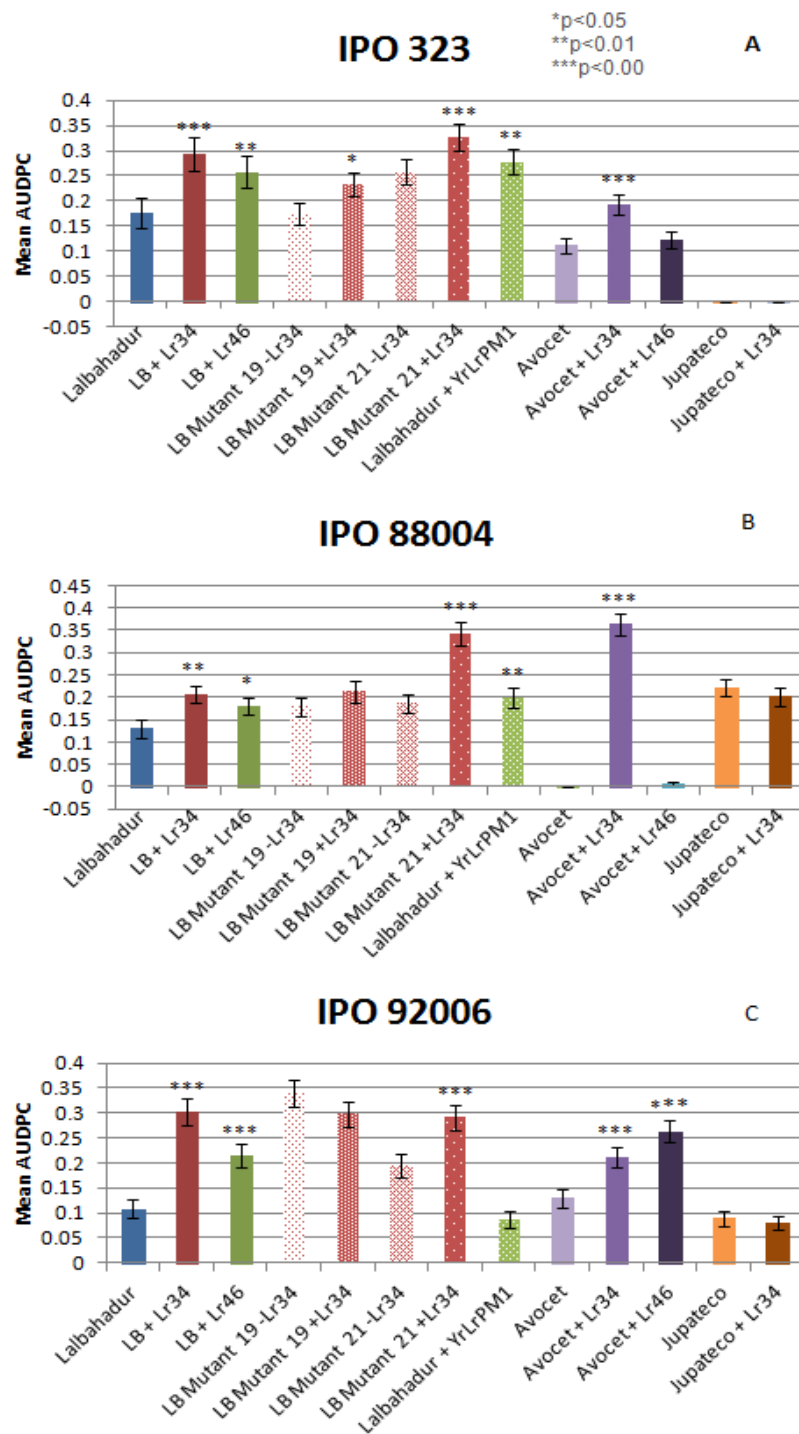 IPO 323
*p<0.05
**p<0.01
***p<0.00
A
Mean AUDPC
0.4
0.35
0.3
0.25
0.2
0.15
0.1
0.05
0
-0.05
***
**
*
***
**
***
Lalbahadur
LB + Lr34
LB + Lr46
LB Mutant 19 -Lr34
LB Mutant 19 +Lr34
LB Mutant 21 -Lr34
LB Mutant 21 +Lr34
Lalbahadur + YrLrPM1
Avocet
Avocet + Lr34
Avocet + Lr46
Jupateco
Jupateco + Lr34
IPO 88004
B
Mean AUDPC
0.45
0.4
0.35
0.3
0.25
0.2
0.15
0.1
0.05
0
-0.05
**
*
***
**
***
Lalbahadur
LB + Lr34
LB + Lr46
LB Mutant 19 -Lr34
LB Mutant 19 +Lr34
LB Mutant 21 -Lr34
LB Mutant 21 +Lr34
Lalbahadur + YrLrPM1
Avocet
Avocet + Lr34
Avocet + Lr46
Jupateco
Jupateco + Lr34
IPO 92006
C
Mean AUDPC
0.4
0.35
0.3
0.25
0.2
0.15
0.1
0.05
0
***
***
***
***
***
Lalbahadur
LB + Lr34
LB + Lr46
LB Mutant 19 -Lr34
LB Mutant 19 +Lr34
LB Mutant 21 -Lr34
LB Mutant 21 +Lr34
Lalbahadur + YrLrPM1
Avocet
Avocet + Lr34
Avocet + Lr46
Jupateco
Jupateco + Lr34